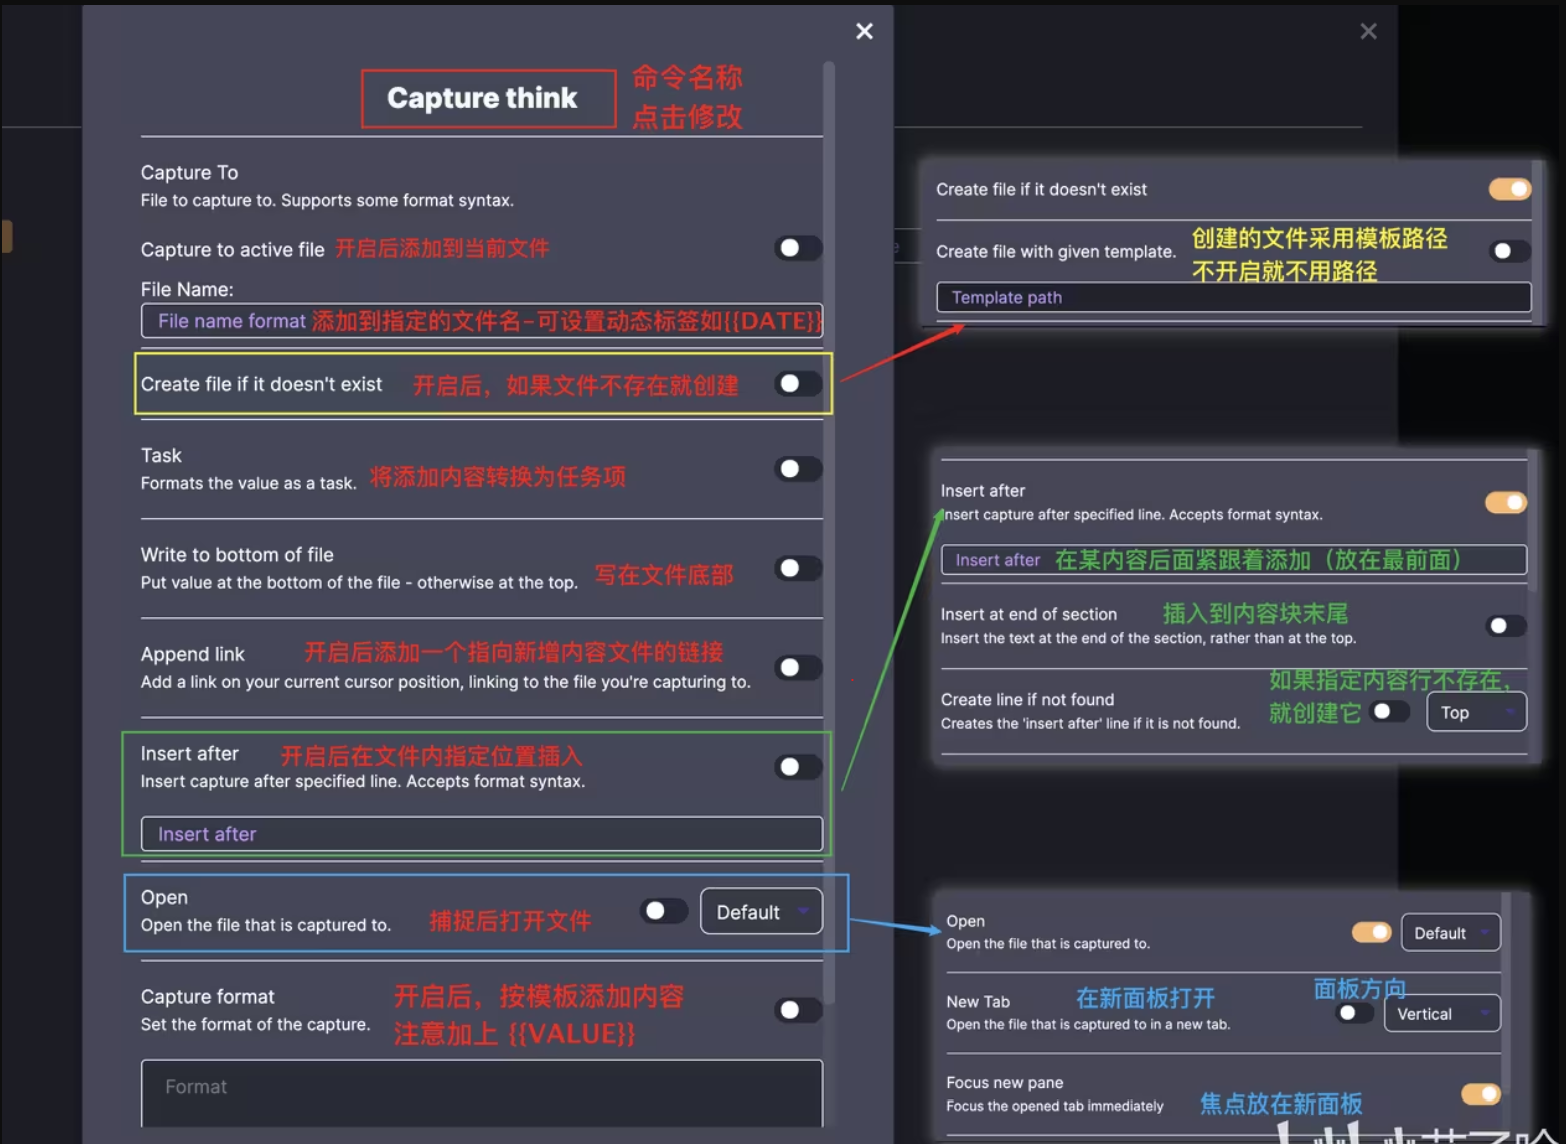 Capture think
命令名称
点击修改
Capture To
File to capture to. Supports some format syntax.
Capture to active file 开启后添加到当前文件
File Name:
File name format 添加到指定的文件名-可设置动态标签如{{DATE}}
Create file if it doesn't exist 开启后，如果文件不存在就创建
Task
Formats the value as a task. 将添加内容转换为任务项
Write to bottom of file
Put value at the bottom of the file - otherwise at the top. 写在文件底部
Append link 开启后添加一个指向新增内容文件的链接
Add a link on your current cursor position, linking to the file you're capturing to.
Insert after 开启后在文件内指定位置插入
Insert capture after specified line. Accepts format syntax.
Insert after
Open
Open the file that is captured to. 捕捉后打开文件
Default
Capture format 开启后，按模板添加内容
Set the format of the capture. 注意加上 {{VALUE}}
Format
Create file if it doesn't exist
Create file with given template. 创建的文件采用模板路径
不开启就不用路径
Template path
Insert after
Insert capture after specified line. Accepts format syntax.
Insert after 在某内容后面紧跟着添加（放在最前面）
Insert at end of section 插入到内容块末尾
Insert the text at the end of the section, rather than at the top.
Create line if not found 如果指定内容行不存在，
Creates the 'insert after' line if it is not found. 就创建它
Top
Open
Open the file that is captured to.
Default
New Tab 在新面板打开 面板方向
Open the file that is captured to in a new tab.
Vertical
Focus new pane
Focus the opened tab immediately 焦点放在新面板